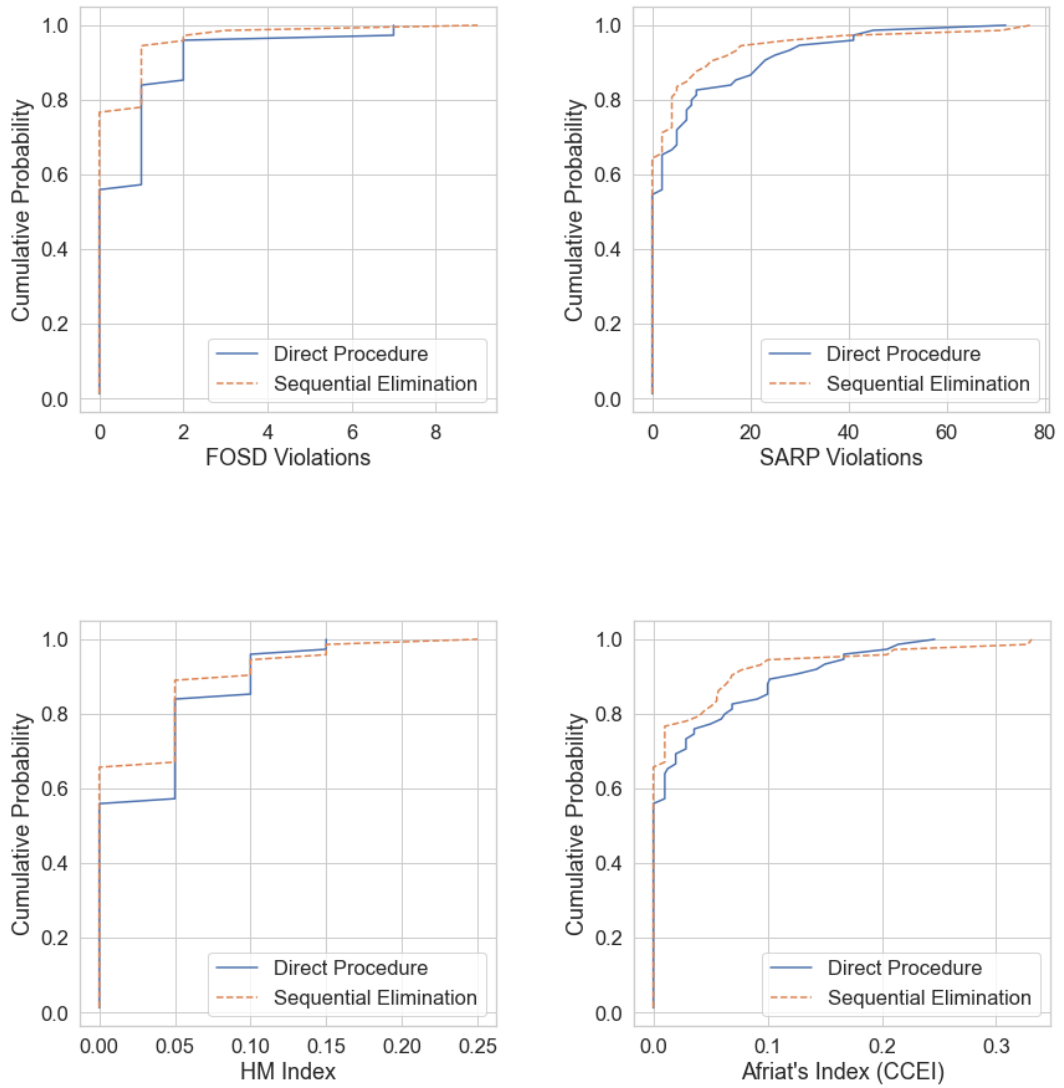 1.0
0.8
0.6
0.4
0.2
0.0
Cumulative Probability
Direct Procedure
Sequential Elimination
0 2 4 6 8
FOSD Violations
1.0
0.8
0.6
0.4
0.2
0.0
Cumulative Probability
Direct Procedure
Sequential Elimination
0 20 40 60 80
SARP Violations
1.0
0.8
0.6
0.4
0.2
0.0
Cumulative Probability
Direct Procedure
Sequential Elimination
0.00 0.05 0.10 0.15 0.20 0.25
HM Index
1.0
0.8
0.6
0.4
0.2
0.0
Cumulative Probability
Direct Procedure
Sequential Elimination
0.0 0.1 0.2 0.3
Afriat's Index (CCEI)